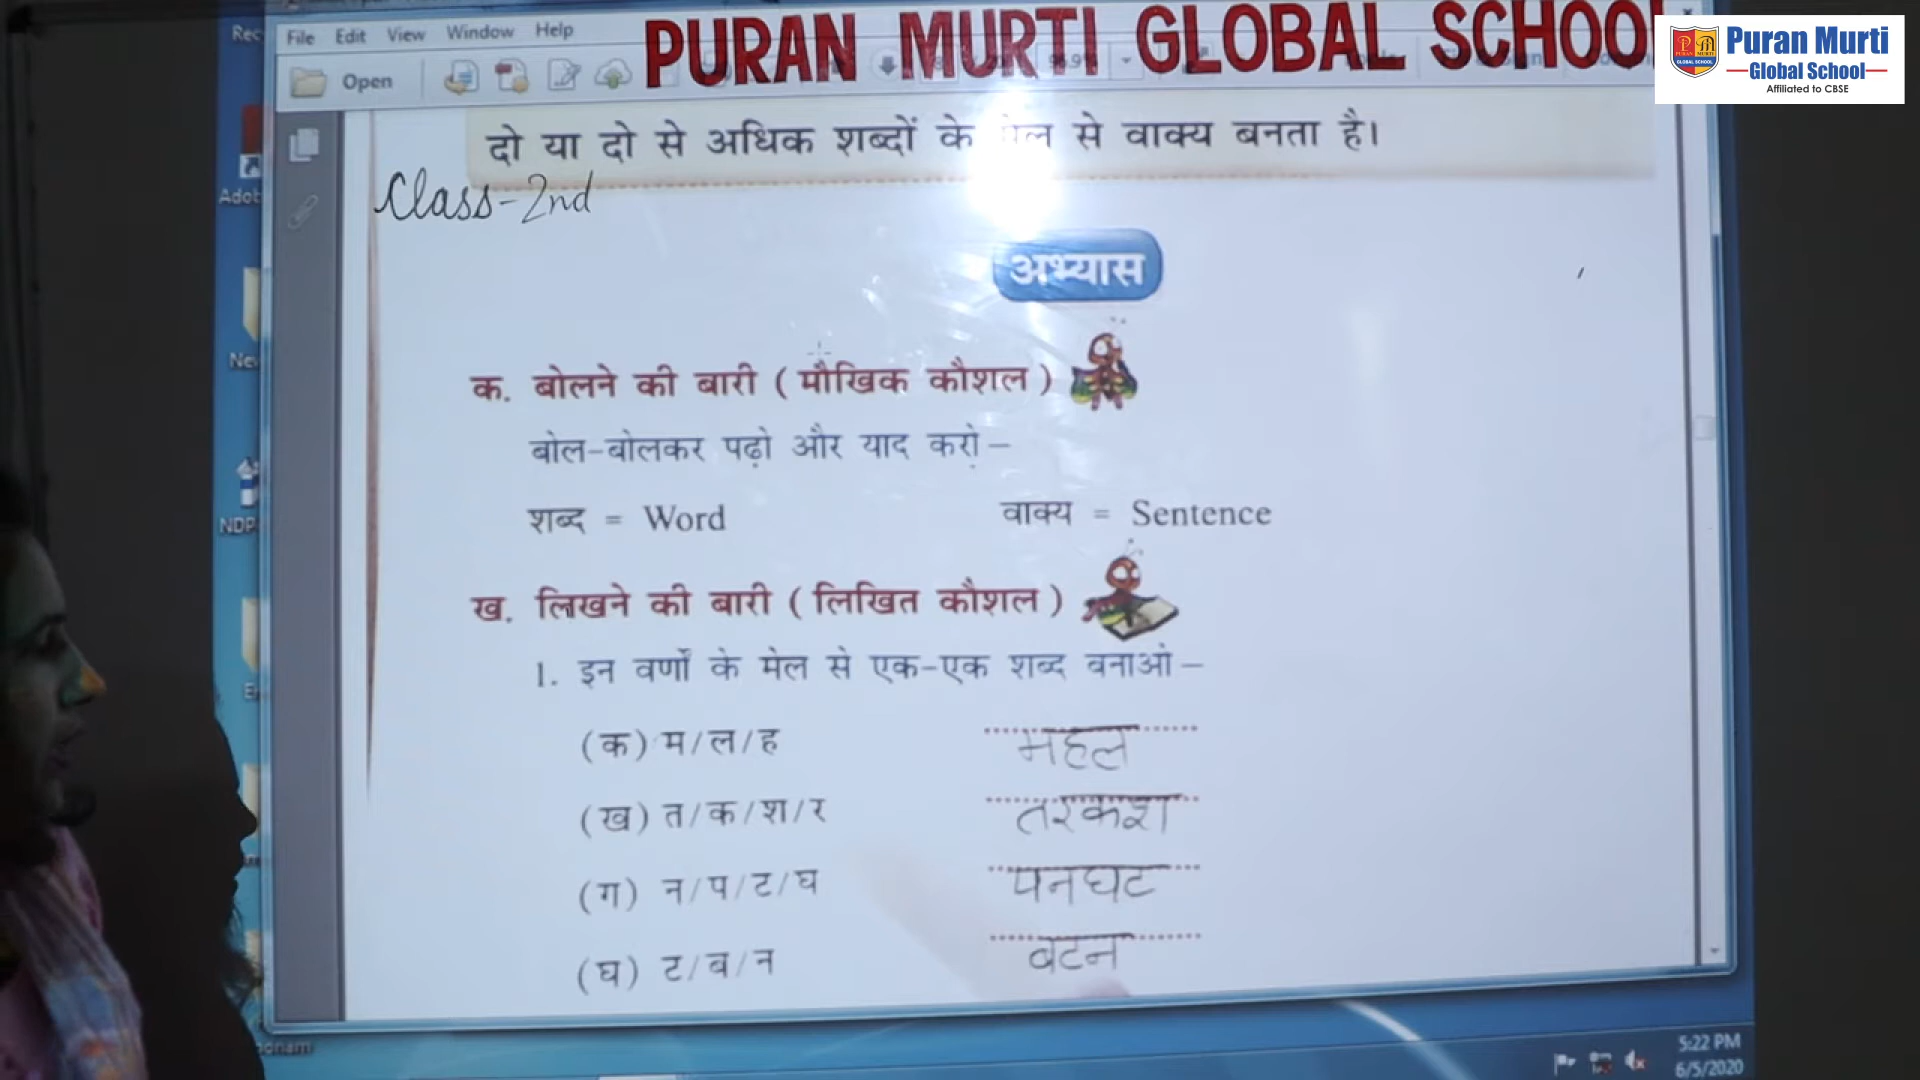 File Edit View Window Help
PURAN MURTI GLOBAL SCHOO
Puran Murti
Global School
Affiliated to CBSE
Open
दो या दो से अधिक शब्दों के मेल से वाक्य बनता है।
Class-2nd
अभ्यास
क. बोलने की बारी (मौखिक कौशल)
बोल-बोलकर पढ़ो और याद करो–
शब्द = Word वाक्य = Sentence
ख. लिखने की बारी (लिखित कौशल)
1. इन वर्णों के मेल से एक-एक शब्द बनाओ–
(क) म/ल/ह महल
(ख) त/क/श/र तरकश
(ग) न/प/ट/घ पनघट
(घ) ट/ब/न बटन
5:22 PM
6/5/2020